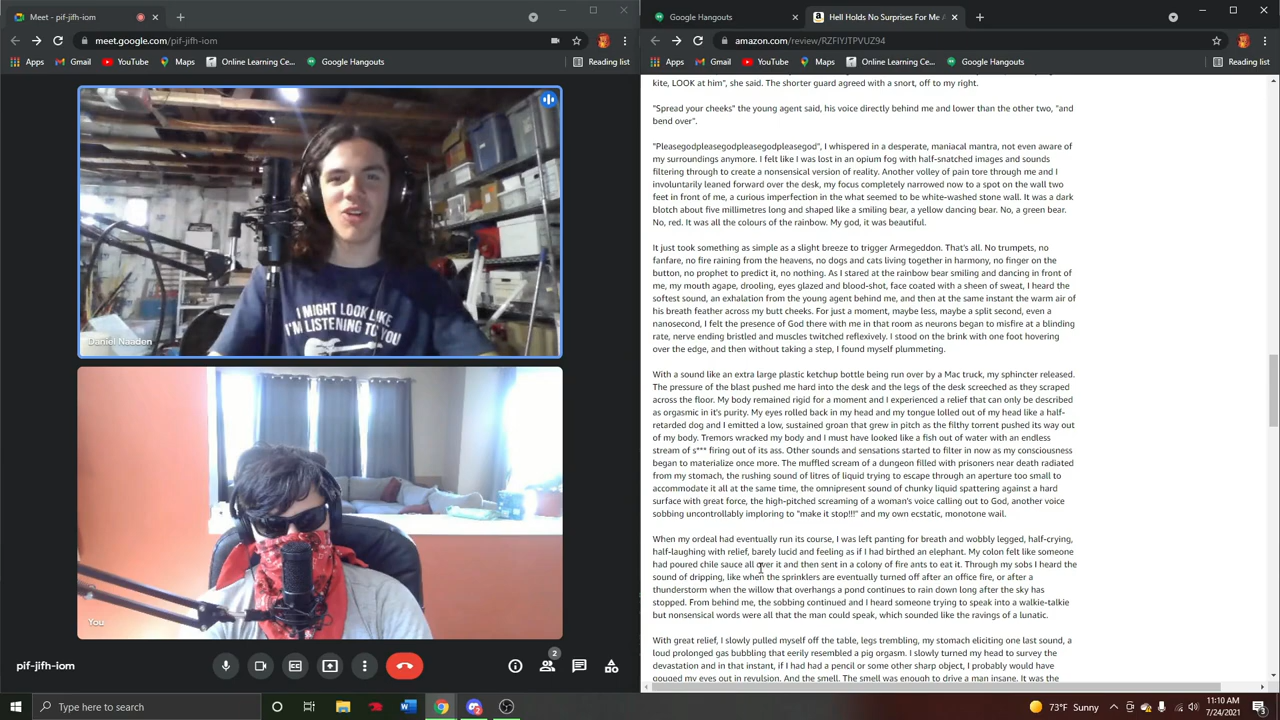 Meet - pif-jifh-iom
meet.google.com/pif-jifh-iom
Apps
Gmail
YouTube
Maps
Online Learning Ce...
Google Hangouts
Reading list
I MIGHT LOOK LIKE
I'M LISTENING TO YOU
Daniel Naaden
You
pif-jifh-iom
2
Google Hangouts
Hell Holds No Surprises For Me A
amazon.com/review/RZFIYJTPVUZ94
Apps
Gmail
YouTube
Maps
Online Learning Ce...
Google Hangouts
Reading list
kite, LOOK at him", she said. The shorter guard agreed with a snort, off to my right.
"Spread your cheeks" the young agent said, his voice directly behind me and lower than the other two, "and
bend over".
"Pleasegodpleasegodpleasegodpleasegod", I whispered in a desperate, maniacal mantra, not even aware of
my surroundings anymore. I felt like I was lost in an opium fog with half-snatched images and sounds
filtering through to create a nonsensical version of reality. Another volley of pain tore through me and I
involuntarily leaned forward over the desk, my focus completely narrowed now to a spot on the wall two
feet in front of me, a curious imperfection in the what seemed to be white-washed stone wall. It was a dark
blotch about five millimetres long and shaped like a smiling bear, a yellow dancing bear. No, a green bear.
No, red. It was all the colours of the rainbow. My god, it was beautiful.
It just took something as simple as a slight breeze to trigger Armegeddon. That's all. No trumpets, no
fanfare, no fire raining from the heavens, no dogs and cats living together in harmony, no finger on the
button, no prophet to predict it, no nothing. As I stared at the rainbow bear smiling and dancing in front of
me, my mouth agape, drooling, eyes glazed and blood-shot, face coated with a sheen of sweat, I heard the
softest sound, an exhalation from the young agent behind me, and then at the same instant the warm air of
his breath feather across my butt cheeks. For just a moment, maybe less, maybe a split second, even a
nanosecond, I felt the presence of God there with me in that room as neurons began to misfire at a blinding
rate, nerve ending bristled and muscles twitched reflexively. I stood on the brink with one foot hovering
over the edge, and then without taking a step, I found myself plummeting.
With a sound like an extra large plastic ketchup bottle being run over by a Mac truck, my sphincter released.
The pressure of the blast pushed me hard into the desk and the legs of the desk screeched as they scraped
across the floor. My body remained rigid for a moment and I experienced a relief that can only be described
as orgasmic in it's purity. My eyes rolled back in my head and my tongue lolled out of my head like a half-
retarded dog and I emitted a low, sustained groan that grew in pitch as the filthy torrent pushed its way out
of my body. Tremors wracked my body and I must have looked like a fish out of water with an endless
stream of s*** firing out of its ass. Other sounds and sensations started to filter in now as my consciousness
began to materialize once more. The muffled scream of a dungeon filled with prisoners near death radiated
from my stomach, the rushing sound of litres of liquid trying to escape through an aperture too small to
accommodate it all at the same time, the omnipresent sound of chunky liquid spattering against a hard
surface with great force, the high-pitched screaming of a woman's voice calling out to God, another voice
sobbing uncontrollably imploring to "make it stop!!!" and my own ecstatic, monotone wail.
When my ordeal had eventually run its course, I was left panting for breath and wobbly legged, half-crying,
half-laughing with relief, barely lucid and feeling as if I had birthed an elephant. My colon felt like someone
had poured chile sauce all over it and then sent in a colony of fire ants to eat it. Through my sobs I heard the
sound of dripping, like when the sprinklers are eventually turned off after an office fire, or after a
thunderstorm when the willow that overhangs a pond continues to rain down long after the sky has
stopped. From behind me, the sobbing continued and I heard someone trying to speak into a walkie-talkie
but nonsensical words were all that the man could speak, which sounded like the ravings of a lunatic.
With great relief, I slowly pulled myself off the table, legs trembling, my stomach eliciting one last sound, a
loud prolonged gas bubbling that eerily resembled a pig orgasm. I slowly turned my head to survey the
devastation and in that instant, if I had had a pencil or some other sharp object, I probably would have
gouged my eyes out in revulsion. And the smell. The smell was enough to drive a man insane. It was the
Type here to search
73°F Sunny
11:10 AM
7/24/2021
3